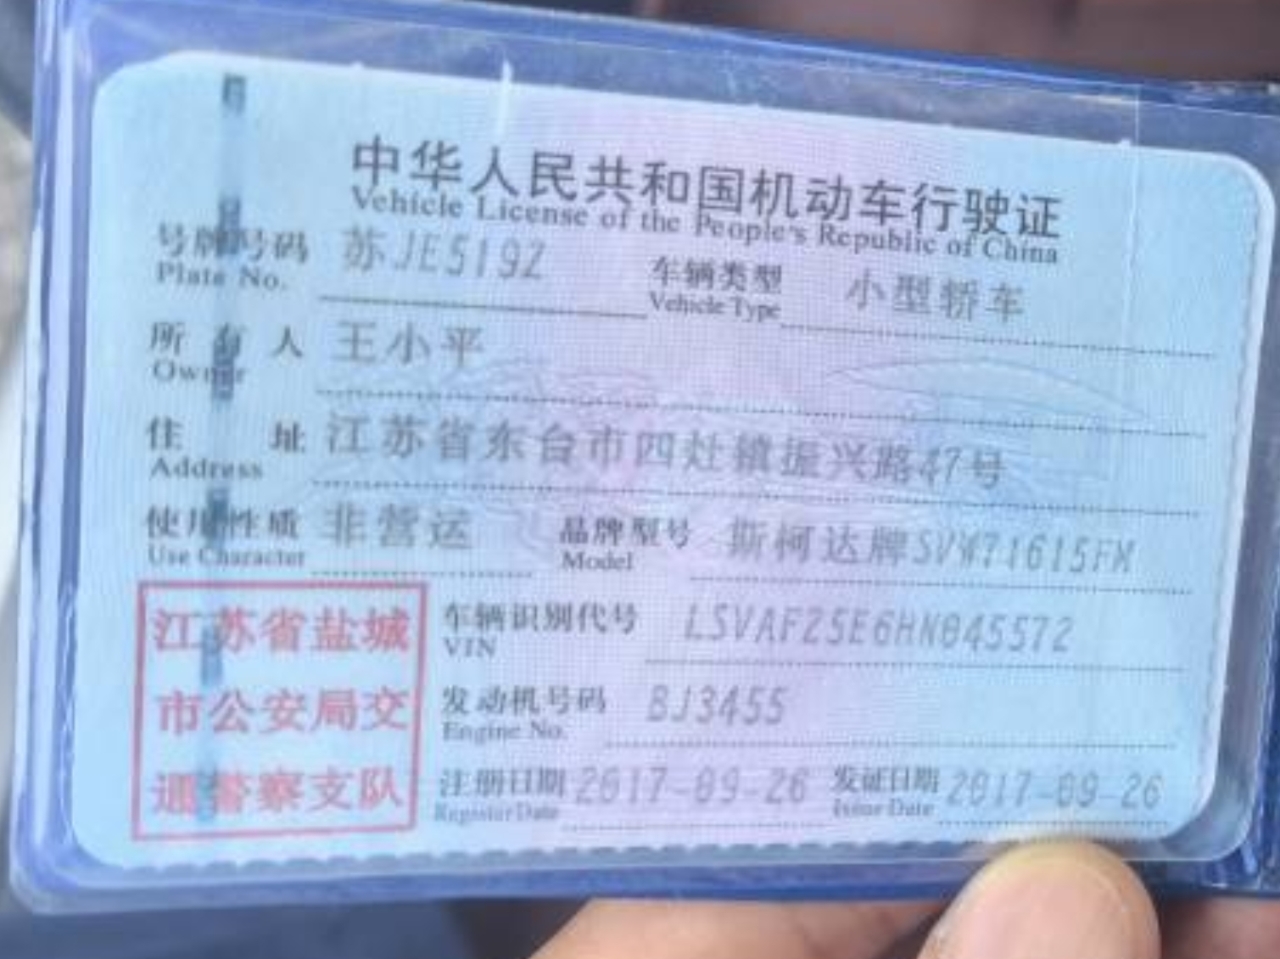 中华人民共和国机动车行驶证
Vehicle License of the People's Republic of China
号牌号码 苏JE519Z 车辆类型 小型轿车
Plate No. Vehicle Type
所有人 王小平
Owner
住址 江苏省东台市四灶镇振兴路47号
Address
使用性质 非营运 品牌型号 斯柯达牌SVW71615FM
Use Character Model
江苏省盐城
市公安局交
通警察支队
车辆识别代号 LSVAF25E6HN045572
VIN
发动机号码 BJ3455
Engine No.
注册日期 2017-09-26 发证日期 2017-09-26
Register Date Issue Date